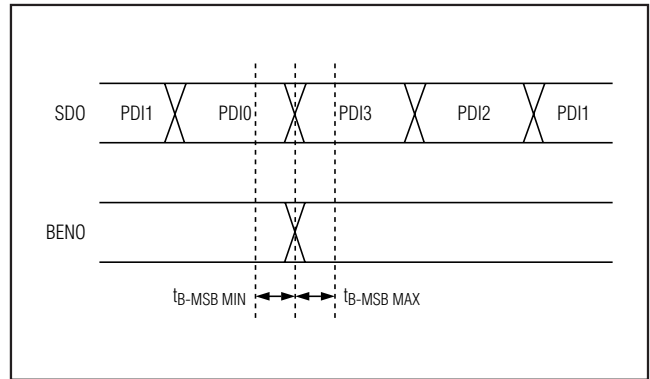 SDO PDI1 PDI0 PDI3 PDI2 PDI1
BENO
tB-MSB MIN tB-MSB MAX